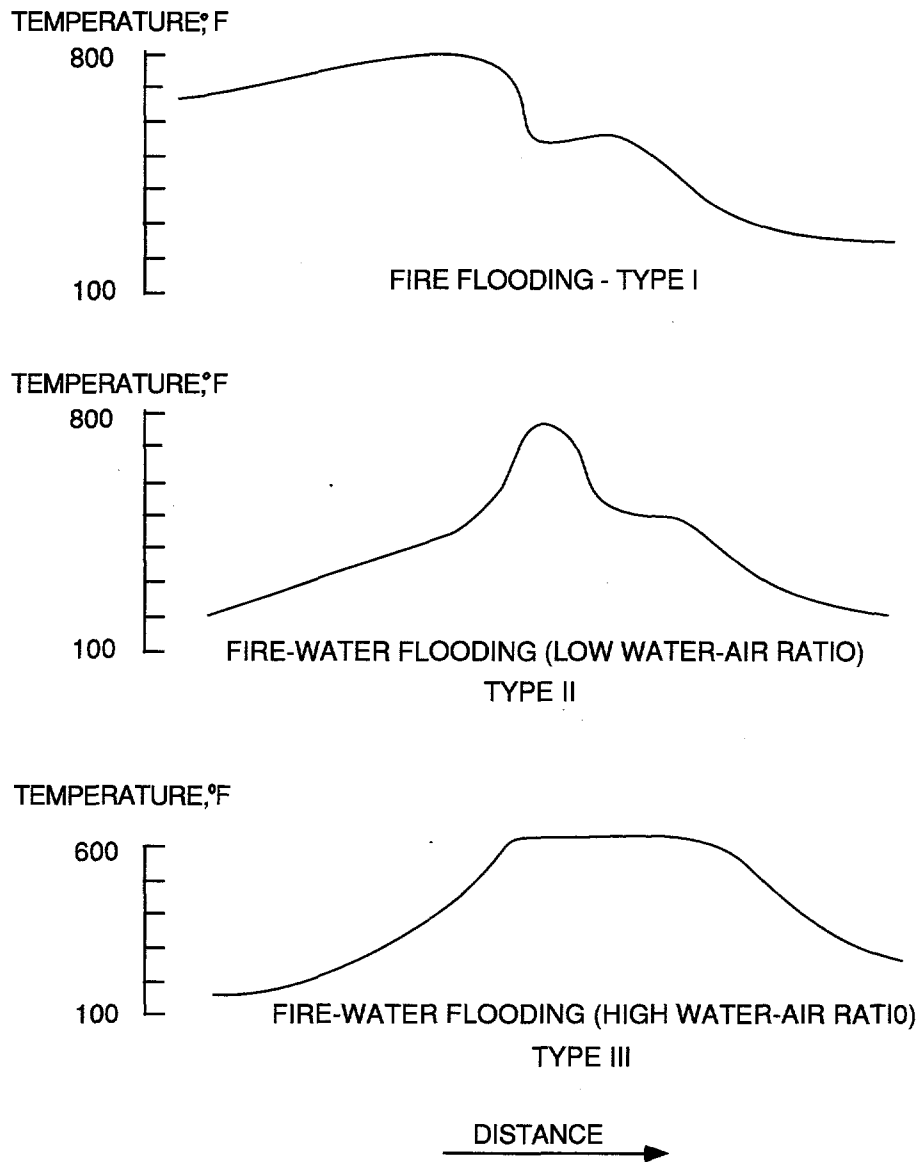 TEMPERATURE,°F
800
100
FIRE FLOODING - TYPE I
TEMPERATURE,°F
800
100
FIRE-WATER FLOODING (LOW WATER-AIR RATIO)
TYPE II
TEMPERATURE,°F
600
100
FIRE-WATER FLOODING (HIGH WATER-AIR RATIO)
TYPE III
DISTANCE